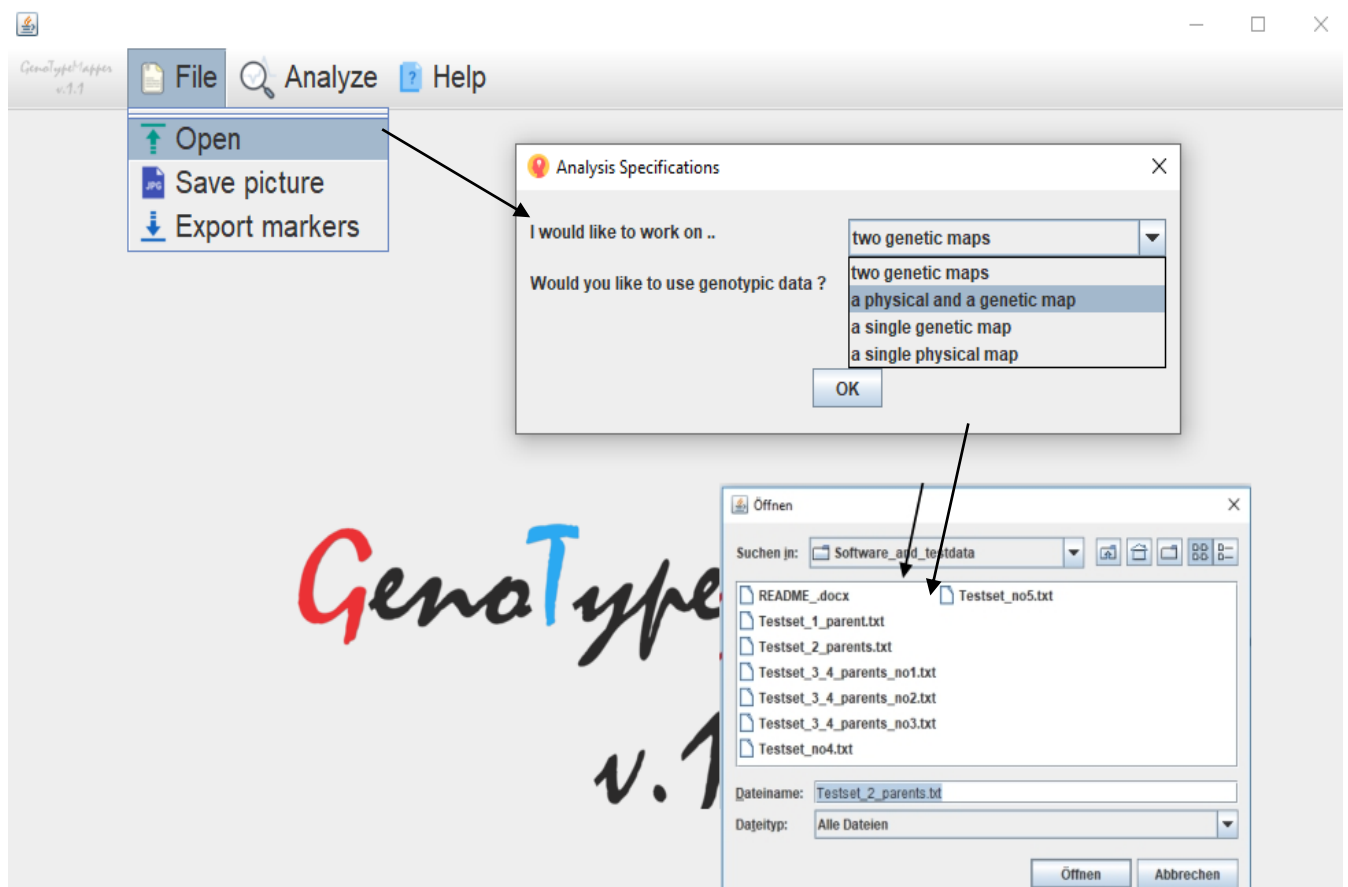 GenoTypeMapper
v.1.1
File Analyze Help
Open
Save picture
Export markers
Analysis Specifications
I would like to work on ..
two genetic maps
Would you like to use genotypic data ?
two genetic maps
a physical and a genetic map
a single genetic map
a single physical map
OK
GenoType
v.1
Öffnen
Suchen in: Software_and_testdata
README_.docx
Testset_1_parent.txt
Testset_2_parents.txt
Testset_3_4_parents_no1.txt
Testset_3_4_parents_no2.txt
Testset_3_4_parents_no3.txt
Testset_no4.txt
Testset_no5.txt
Dateiname: Testset_2_parents.txt
Dateityp: Alle Dateien
Öffnen Abbrechen